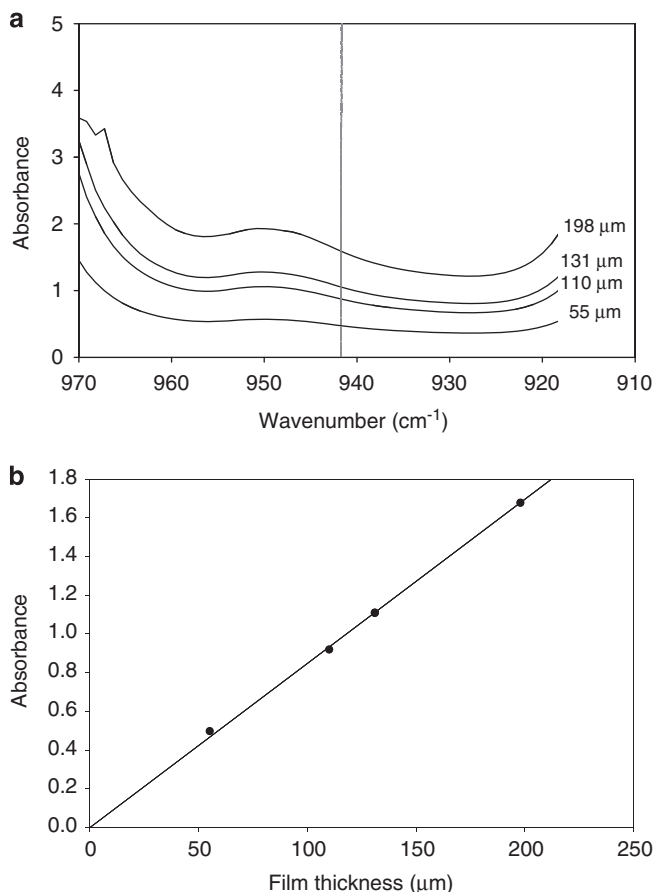 a
5
4
3
2
1
0
Absorbance
198 μm
131 μm
110 μm
55 μm
970 960 950 940 930 920 910
Wavenumber (cm⁻¹)
b
1.8
1.6
1.4
1.2
1.0
0.8
0.6
0.4
0.2
0.0
Absorbance
0 50 100 150 200 250
Film thickness (μm)